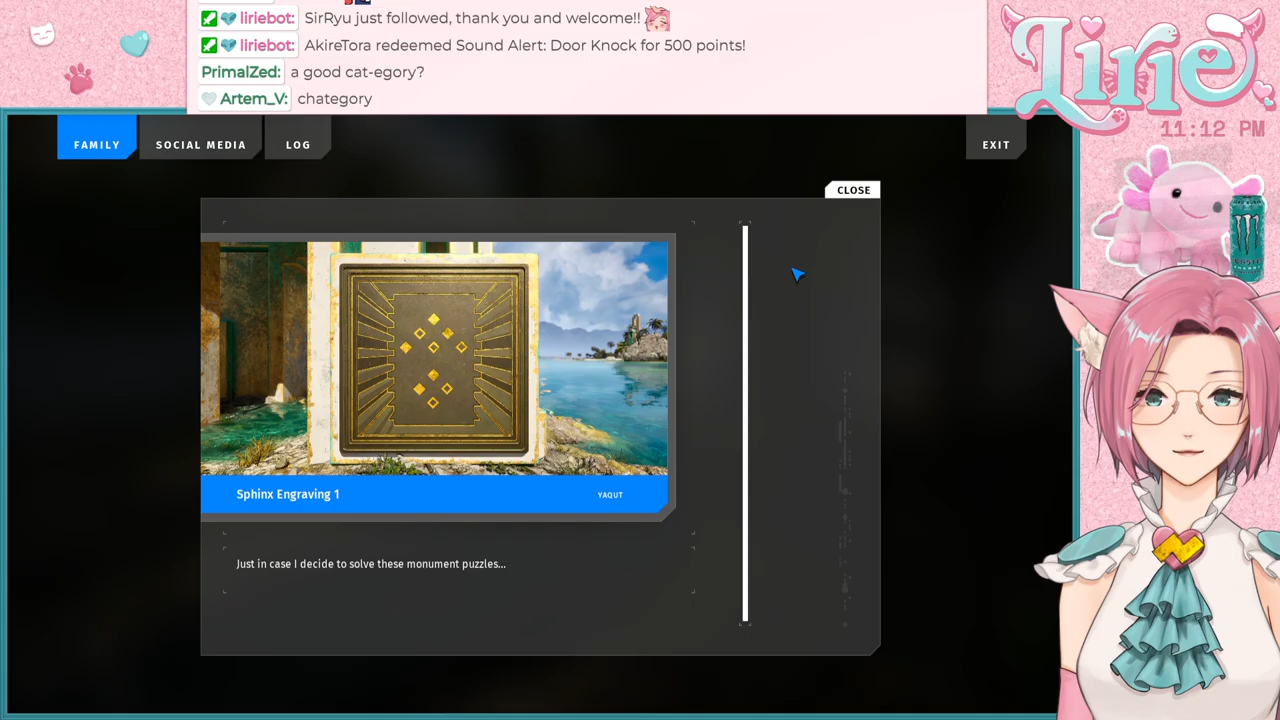 liriebot: SirRyu just followed, thank you and welcome!!
liriebot: AkireTora redeemed Sound Alert: Door Knock for 500 points!
PrimalZed: a good cat-egory?
Artem_V: chategory
Lirie
11:12 PM
FAMILY
SOCIAL MEDIA
LOG
EXIT
CLOSE
Sphinx Engraving 1
YAQUT
Just in case I decide to solve these monument puzzles...